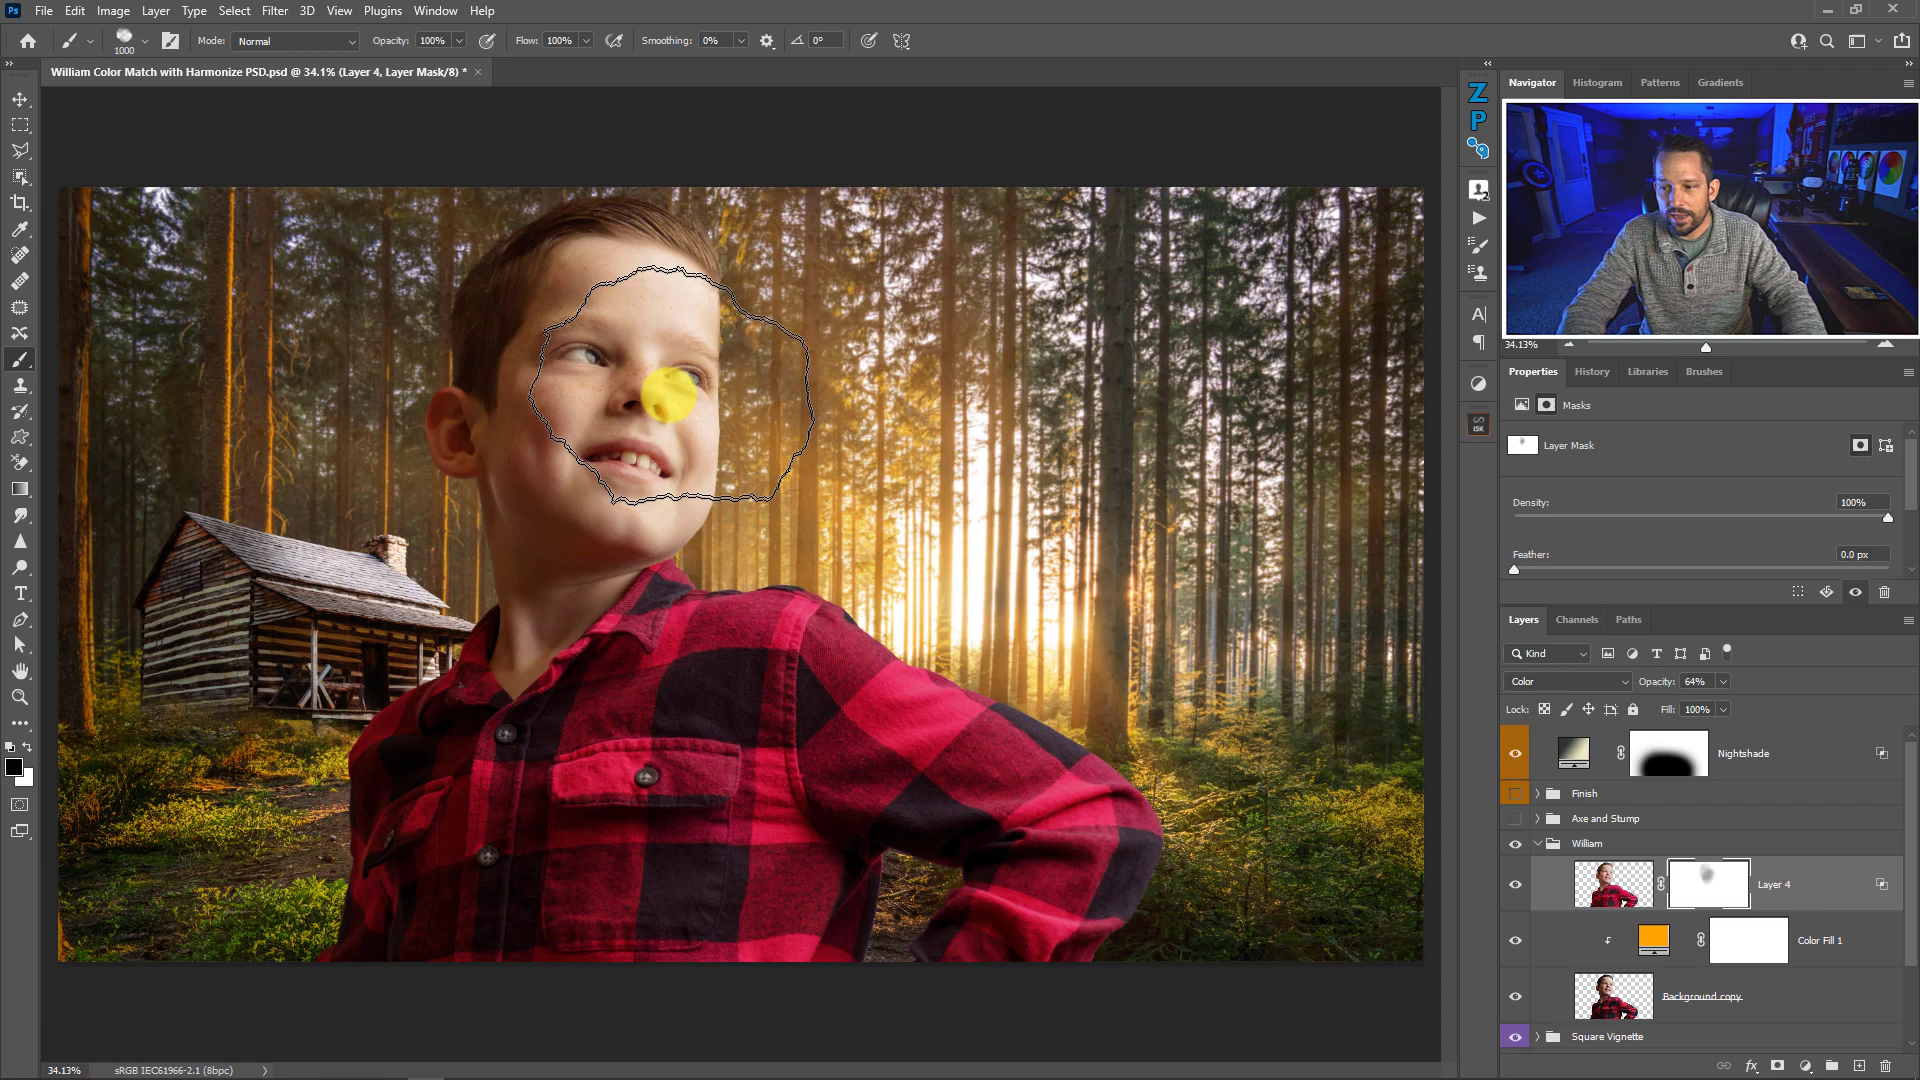 Ps File Edit Image Layer Type Select Filter 3D View Plugins Window Help
1000 Mode: Normal Opacity: 100% Flow: 100% Smoothing: 0% 0°
William Color Match with Harmonize PSD.psd @ 34.1% (Layer 4, Layer Mask/8) *
Navigator Histogram Patterns Gradients
34.13%
Properties History Libraries Brushes
Masks
Layer Mask
Density: 100%
Feather: 0.0 px
Layers Channels Paths
Kind
Color Opacity: 64%
Lock: Fill: 100%
Nightshade
Finish
Axe and Stump
William
Layer 4
Color Fill 1
Background copy
Square Vignette
34.13% sRGB IEC61966-2.1 (8bpc)